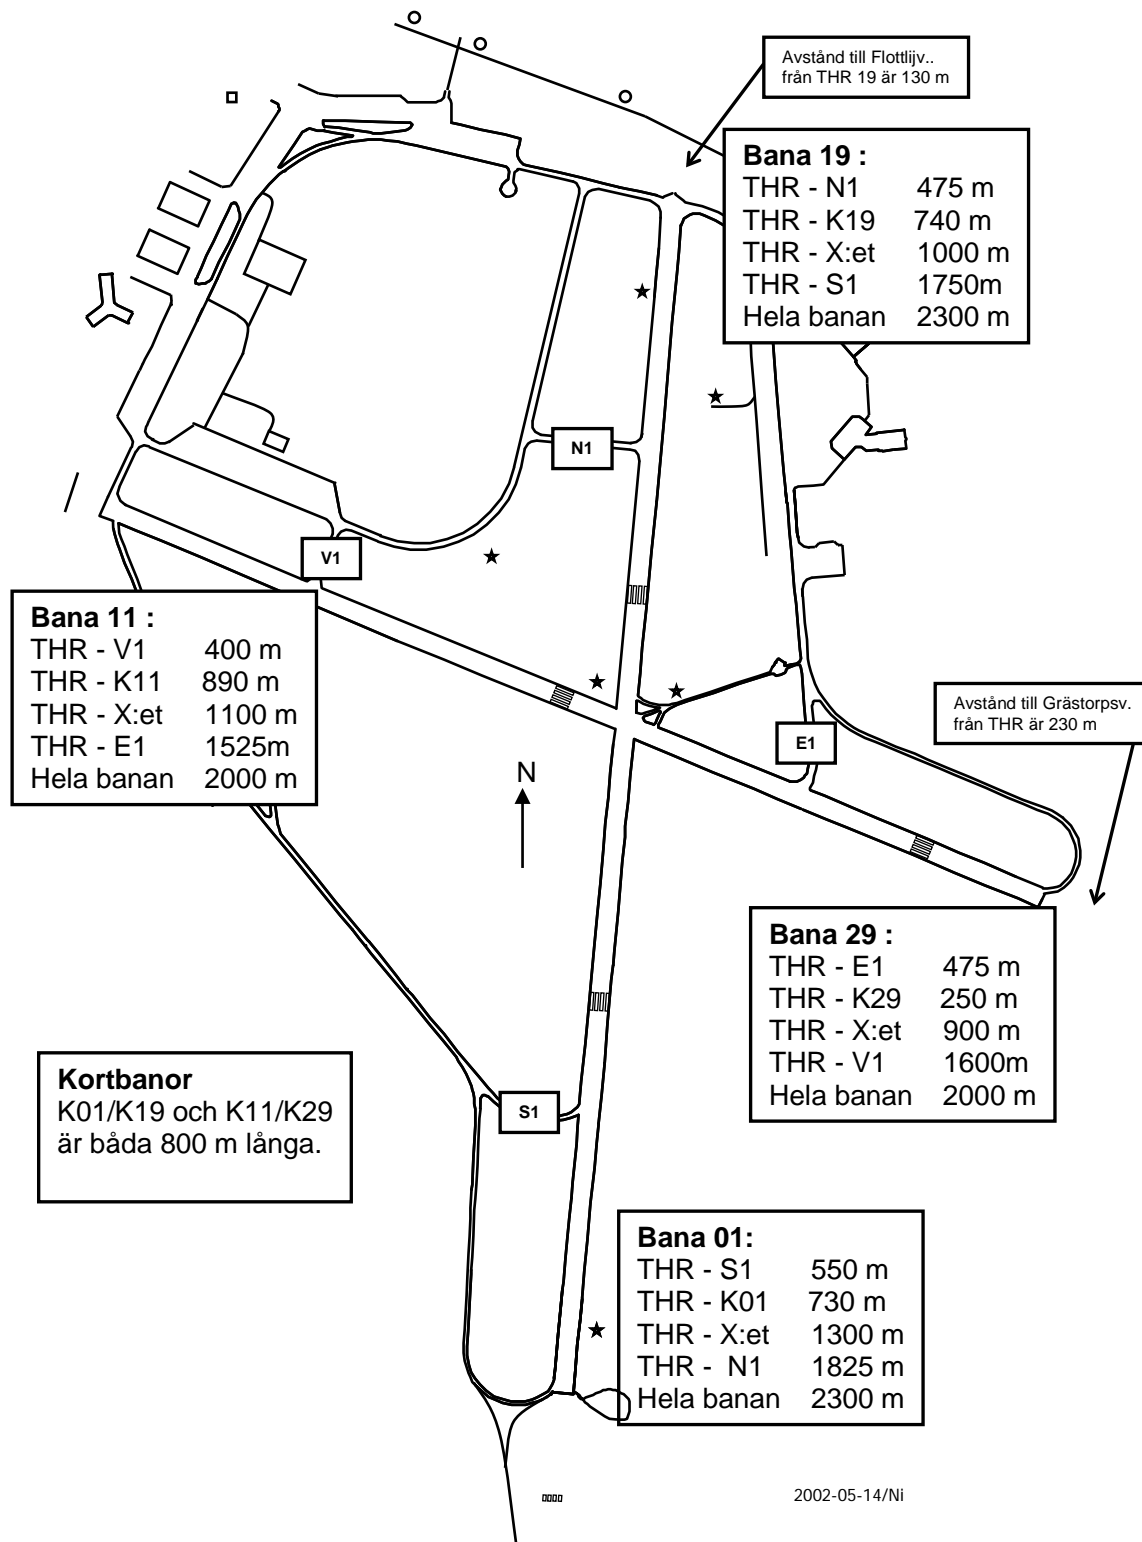 Avstånd till Flottlijv..
från THR 19 är 130 m
Bana 19 :
THR - N1 475 m
THR - K19 740 m
THR - X:et 1000 m
THR - S1 1750m
Hela banan 2300 m
N1
V1
Bana 11 :
THR - V1 400 m
THR - K11 890 m
THR - X:et 1100 m
THR - E1 1525m
Hela banan 2000 m
Avstånd till Grästorpsv.
från THR är 230 m
E1
N
Bana 29 :
THR - E1 475 m
THR - K29 250 m
THR - X:et 900 m
THR - V1 1600m
Hela banan 2000 m
Kortbanor
K01/K19 och K11/K29
är båda 800 m långa.
S1
Bana 01:
THR - S1 550 m
THR - K01 730 m
THR - X:et 1300 m
THR - N1 1825 m
Hela banan 2300 m
2002-05-14/Ni